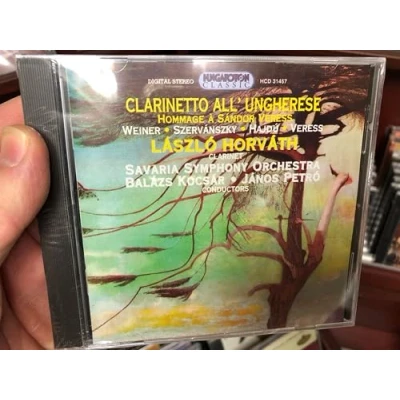 DIGITAL STEREO
HUNGAROTON
CLASSIC
HCD 31457
CLARINETTO ALL' UNGHERESE
HOMMAGE À SÁNDOR VERESS
WEINER • SZERVÁNSZKY • HAJDÚ • VERESS
LÁSZLÓ HORVÁTH
CLARINET
SAVARIA SYMPHONY ORCHESTRA
BALÁZS KOCSÁR • JÁNOS PETRÓ
CONDUCTORS